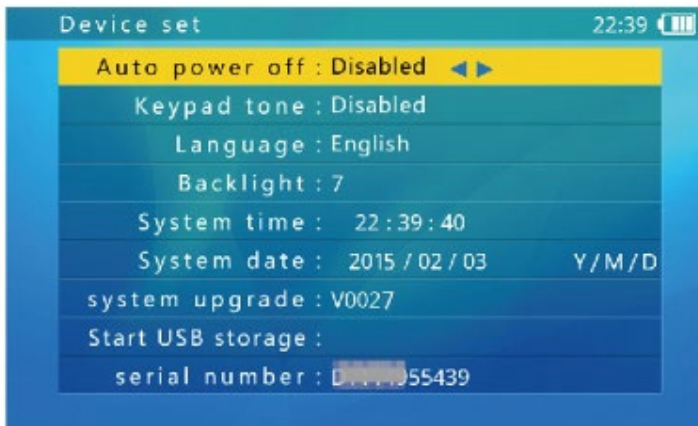 Device set 22:39
Auto power off : Disabled
Keypad tone : Disabled
Language : English
Backlight : 7
System time : 22 : 39 : 40
System date : 2015 / 02 / 03 Y/M/D
system upgrade : V0027
Start USB storage :
serial number :